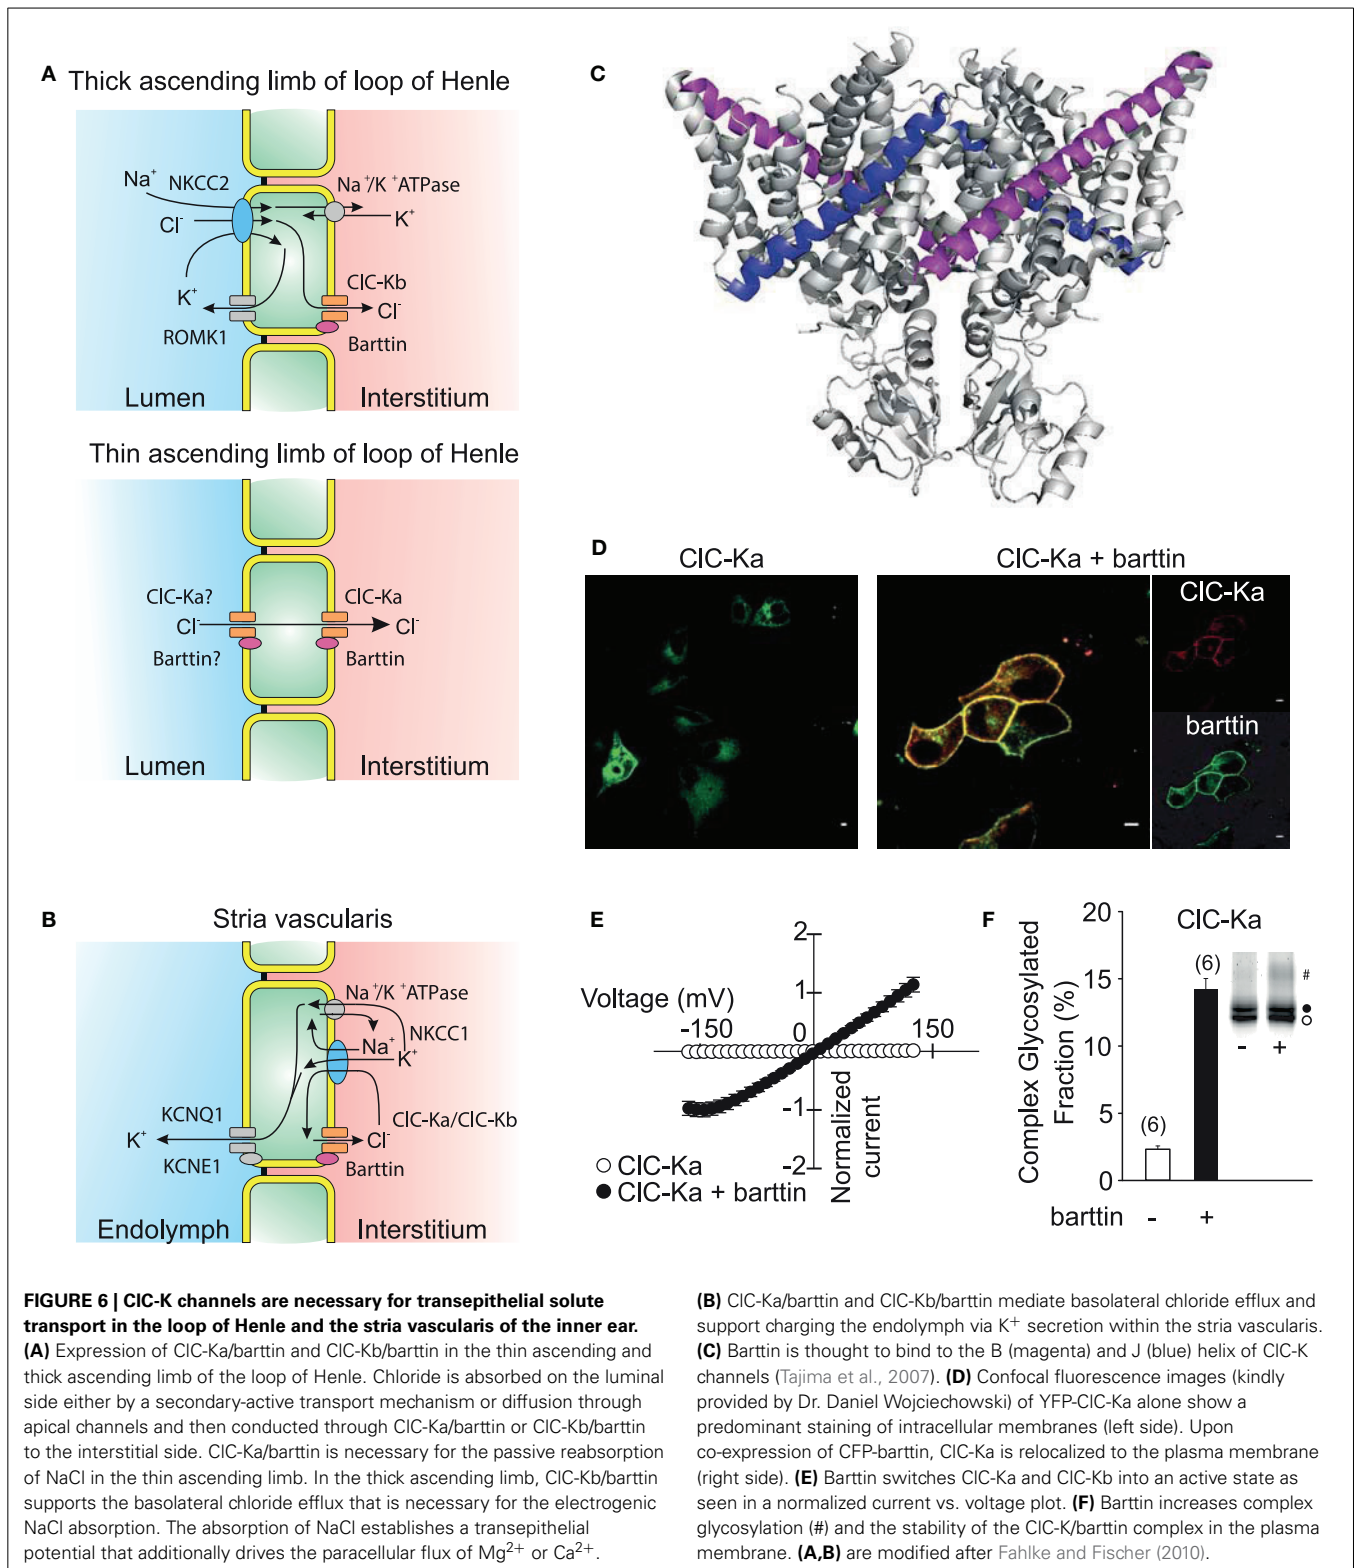 A
Thick ascending limb of loop of Henle
Na+ NKCC2 Na+/K+ATPase
Cl- K+
K+ ClC-Kb
Cl-
ROMK1 Barttin
Lumen Interstitium
Thin ascending limb of loop of Henle
ClC-Ka? ClC-Ka
Cl- Cl-
Barttin? Barttin
Lumen Interstitium
B
Stria vascularis
Na+/K+ATPase
NKCC1
Na+ K+
KCNQ1 ClC-Ka/ClC-Kb
K+ Cl-
KCNE1 Barttin
Endolymph Interstitium
C
D
ClC-Ka ClC-Ka + barttin
ClC-Ka
barttin
E
2
Voltage (mV) 1
-150 0 150
-1
-2
Normalized
current
○ ClC-Ka
● ClC-Ka + barttin
F
Complex Glycosylated
Fraction (%)
20 ClC-Ka
15 (6) #
10 ●
○
- +
5 (6)
0
barttin - +
FIGURE 6 | ClC-K channels are necessary for transepithelial solute
transport in the loop of Henle and the stria vascularis of the inner ear.
(A) Expression of ClC-Ka/barttin and ClC-Kb/barttin in the thin ascending and
thick ascending limb of the loop of Henle. Chloride is absorbed on the luminal
side either by a secondary-active transport mechanism or diffusion through
apical channels and then conducted through ClC-Ka/barttin or ClC-Kb/barttin
to the interstitial side. ClC-Ka/barttin is necessary for the passive reabsorption
of NaCl in the thin ascending limb. In the thick ascending limb, ClC-Kb/barttin
supports the basolateral chloride efflux that is necessary for the electrogenic
NaCl absorption. The absorption of NaCl establishes a transepithelial
potential that additionally drives the paracellular flux of Mg2+ or Ca2+.
(B) ClC-Ka/barttin and ClC-Kb/barttin mediate basolateral chloride efflux and
support charging the endolymph via K+ secretion within the stria vascularis.
(C) Barttin is thought to bind to the B (magenta) and J (blue) helix of ClC-K
channels (Tajima et al., 2007). (D) Confocal fluorescence images (kindly
provided by Dr. Daniel Wojciechowski) of YFP-ClC-Ka alone show a
predominant staining of intracellular membranes (left side). Upon
co-expression of CFP-barttin, ClC-Ka is relocalized to the plasma membrane
(right side). (E) Barttin switches ClC-Ka and ClC-Kb into an active state as
seen in a normalized current vs. voltage plot. (F) Barttin increases complex
glycosylation (#) and the stability of the ClC-K/barttin complex in the plasma
membrane. (A,B) are modified after Fahlke and Fischer (2010).